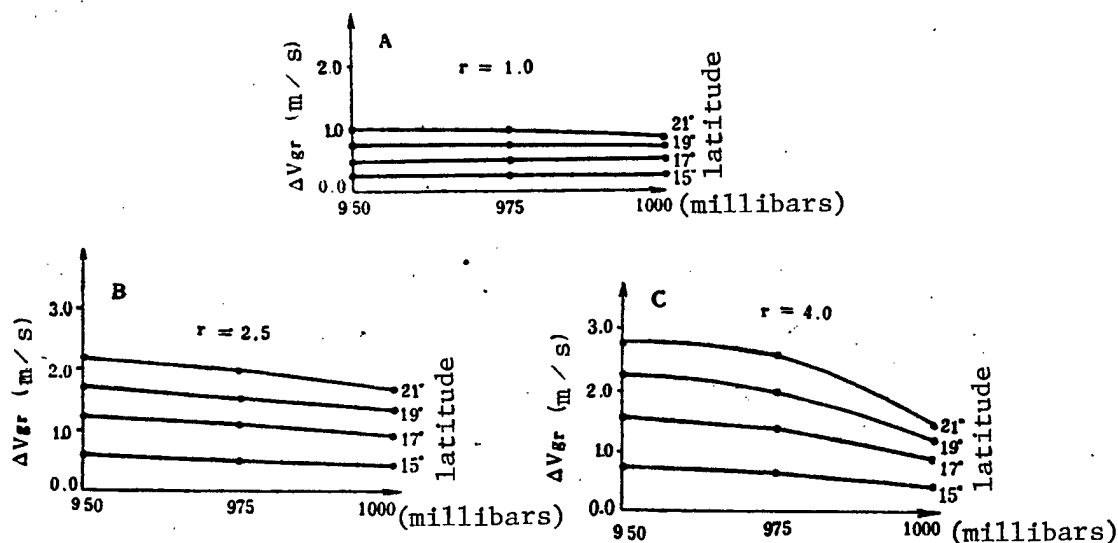 A
r = 1.0
ΔVgr (m/s)
2.0
1.0
0.0
21°
19°
17°
15°
latitude
950 975 1000 (millibars)
B
r = 2.5
ΔVgr (m/s)
3.0
2.0
1.0
0.0
21°
19°
17°
15°
latitude
950 975 1000 (millibars)
C
r = 4.0
ΔVgr (m/s)
3.0
2.0
1.0
0.0
21°
19°
17°
15°
latitude
950 975 1000 (millibars)